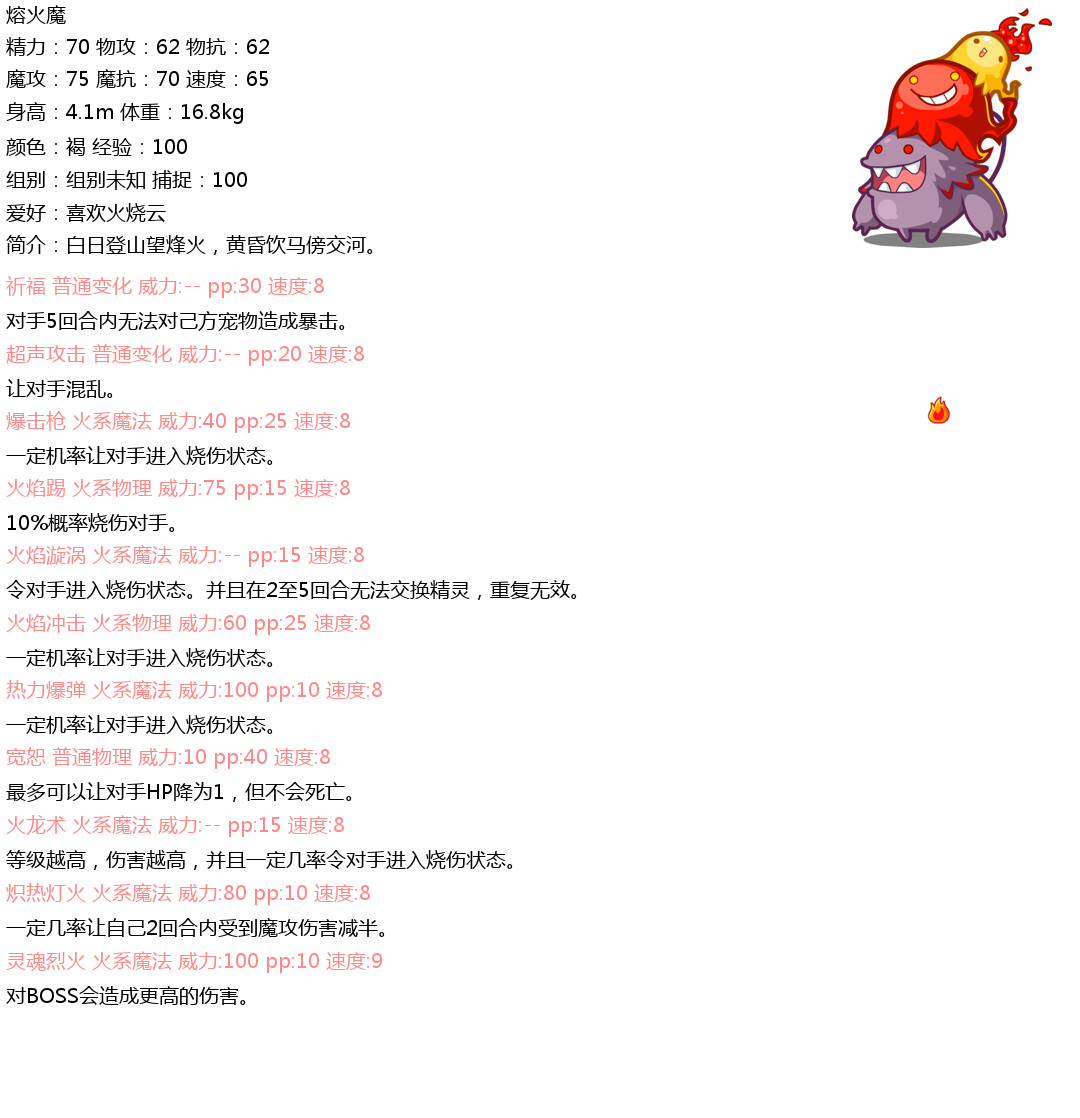 熔火魔
精力：70 物攻：62 物抗：62
魔攻：75 魔抗：70 速度：65
身高：4.1m 体重：16.8kg
颜色：褐 经验：100
组别：组别未知 捕捉：100
爱好：喜欢火烧云
简介：白日登山望烽火，黄昏饮马傍交河。
祈福 普通变化 威力:-- pp:30 速度:8
对手5回合内无法对己方宠物造成暴击。
超声攻击 普通变化 威力:-- pp:20 速度:8
让对手混乱。
爆击枪 火系魔法 威力:40 pp:25 速度:8
一定机率让对手进入烧伤状态。
火焰踢 火系物理 威力:75 pp:15 速度:8
10%概率烧伤对手。
火焰漩涡 火系魔法 威力:-- pp:15 速度:8
令对手进入烧伤状态。并且在2至5回合无法交换精灵，重复无效。
火焰冲击 火系物理 威力:60 pp:25 速度:8
一定机率让对手进入烧伤状态。
热力爆弹 火系魔法 威力:100 pp:10 速度:8
一定机率让对手进入烧伤状态。
宽恕 普通物理 威力:10 pp:40 速度:8
最多可以让对手HP降为1，但不会死亡。
火龙术 火系魔法 威力:-- pp:15 速度:8
等级越高，伤害越高，并且一定几率令对手进入烧伤状态。
炽热灯火 火系魔法 威力:80 pp:10 速度:8
一定几率让自己2回合内受到魔攻伤害减半。
灵魂烈火 火系魔法 威力:100 pp:10 速度:9
对BOSS会造成更高的伤害。